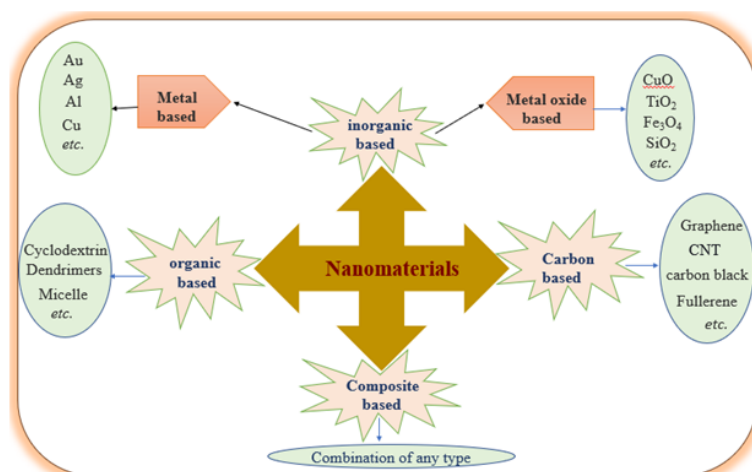 Au
Ag
Al
Cu
etc.
Metal
based
inorganic
based
Metal oxide
based
CuO
TiO₂
Fe₃O₄
SiO₂
etc.
Cyclodextrin
Dendrimers
Micelle
etc.
organic
based
Nanomaterials
Carbon
based
Graphene
CNT
carbon black
Fullerene
etc.
Composite
based
Combination of any type